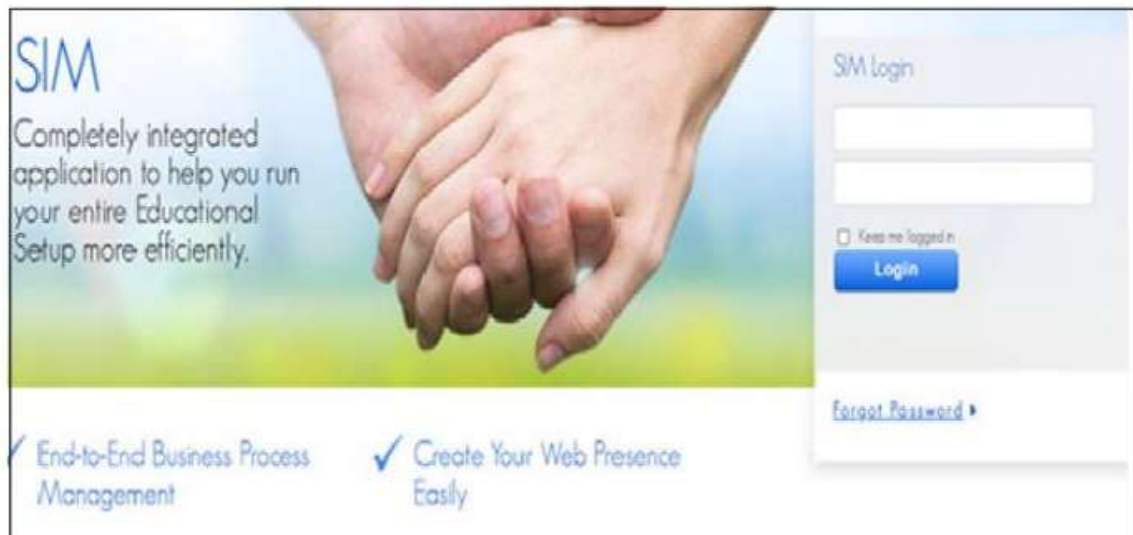 SIM
Completely integrated
application to help you run
your entire Educational
Setup more efficiently.
SIM Login
Keep me logged in
Login
Forgot Password
End-to-End Business Process
Management
Create Your Web Presence
Easily